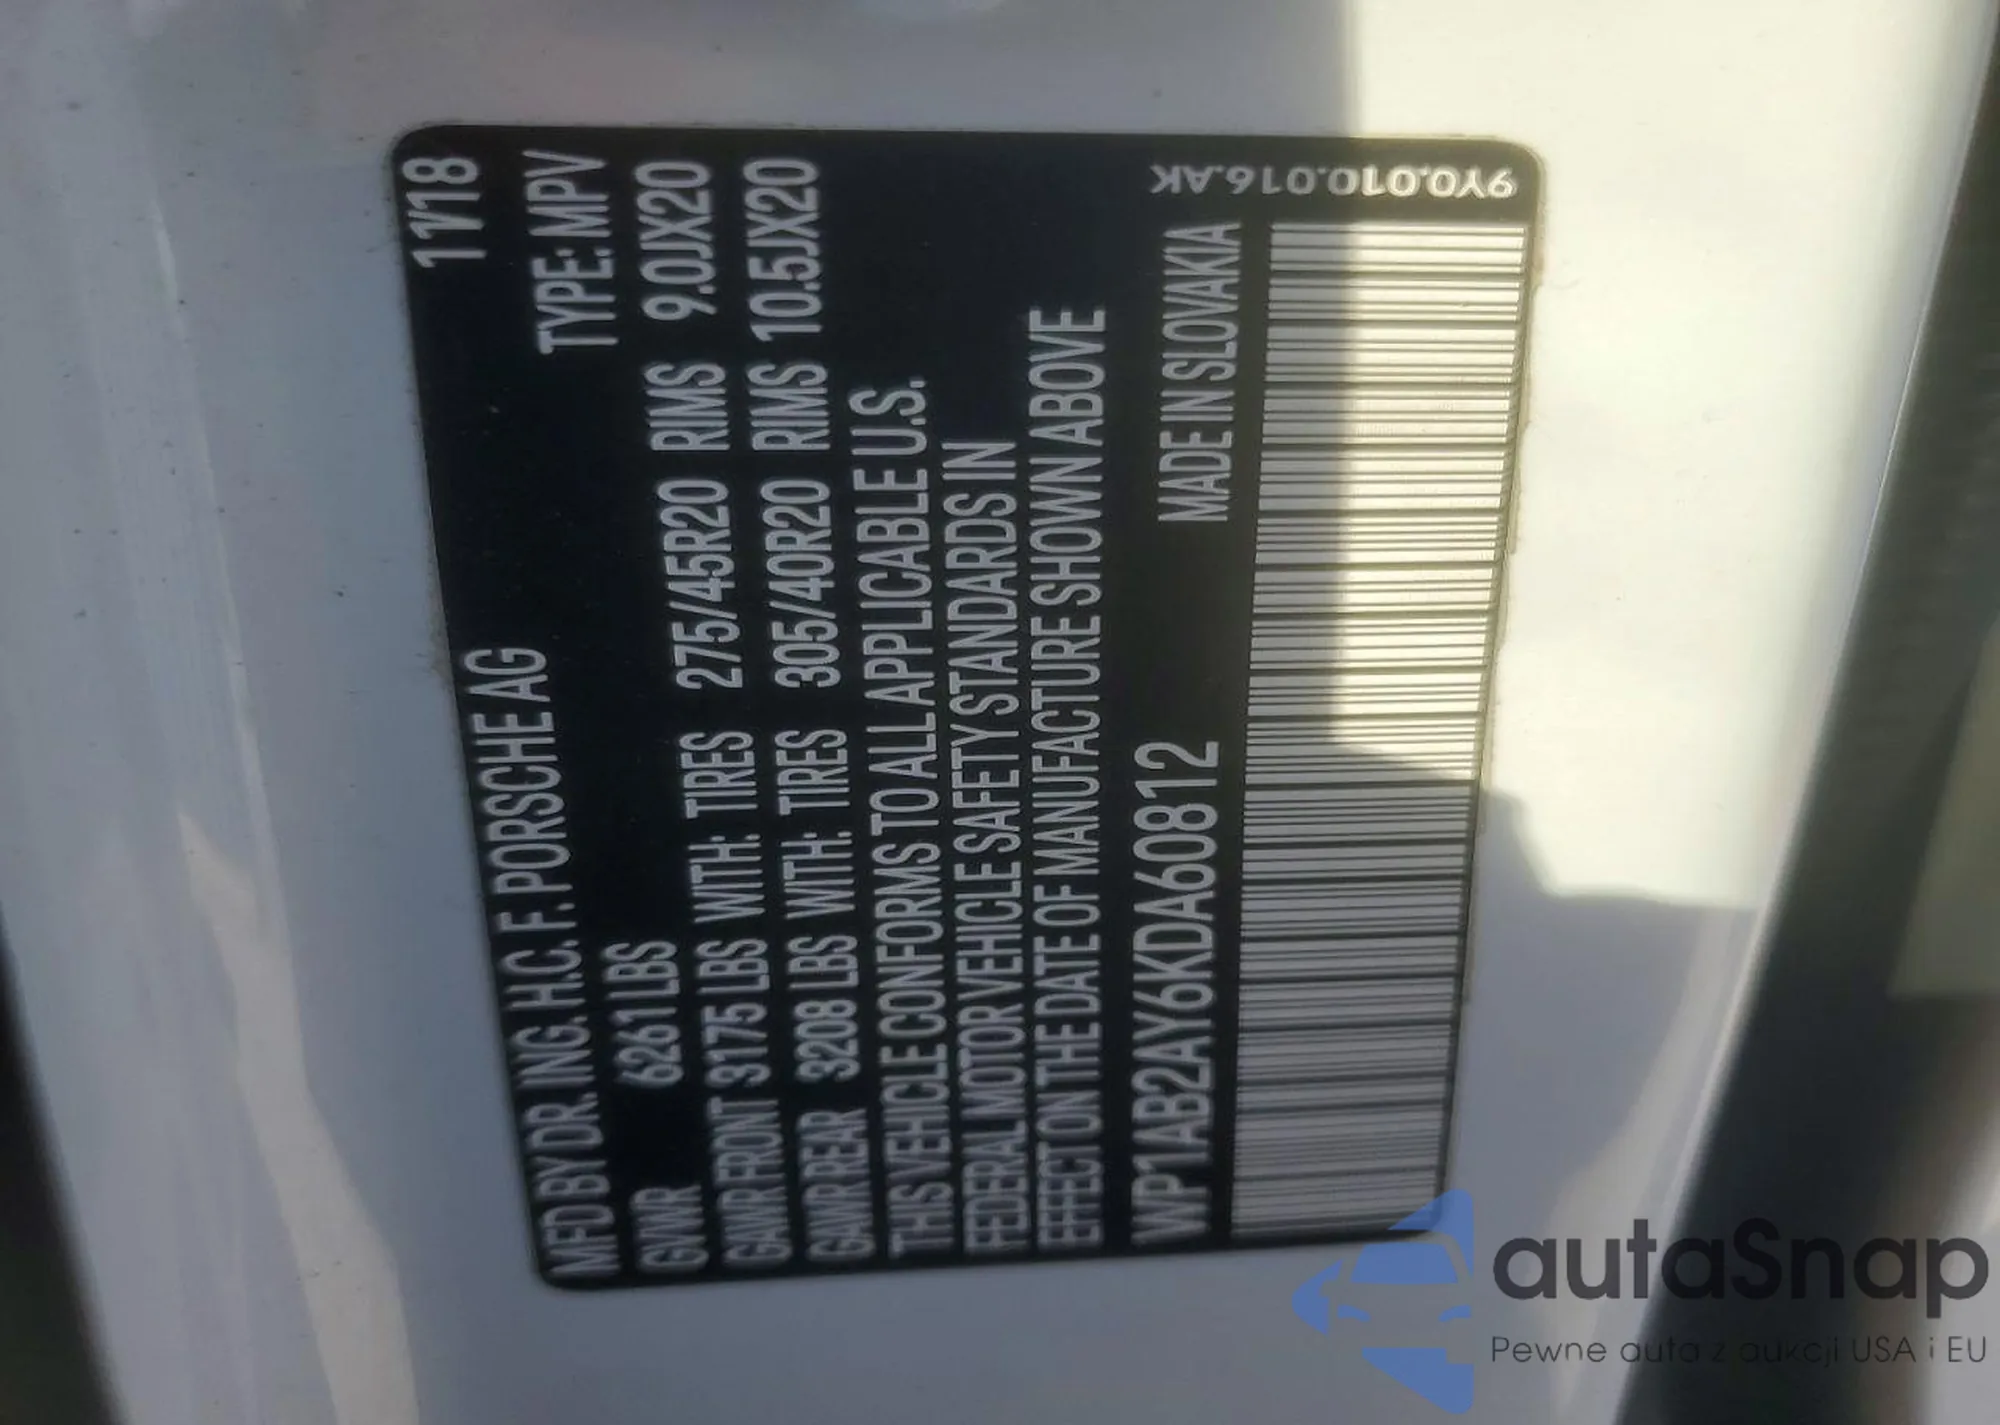 MFD BY DR. ING. H.C. F. PORSCHE AG 11/18
GVWR 6261 LBS TYPE: MPV
GAWR FRONT 3175 LBS WITH: TIRES 275/45R20 RIMS 9.0JX20
GAWR REAR 3208 LBS WITH: TIRES 305/40R20 RIMS 10.5JX20
THIS VEHICLE CONFORMS TO ALL APPLICABLE U.S.
FEDERAL MOTOR VEHICLE SAFETY STANDARDS IN
EFFECT ON THE DATE OF MANUFACTURE SHOWN ABOVE
WP1AB2AY6KDA60812 MADE IN SLOVAKIA
9Y0.010.016.AK
autaSnap
Pewne auta z aukcji USA i EU